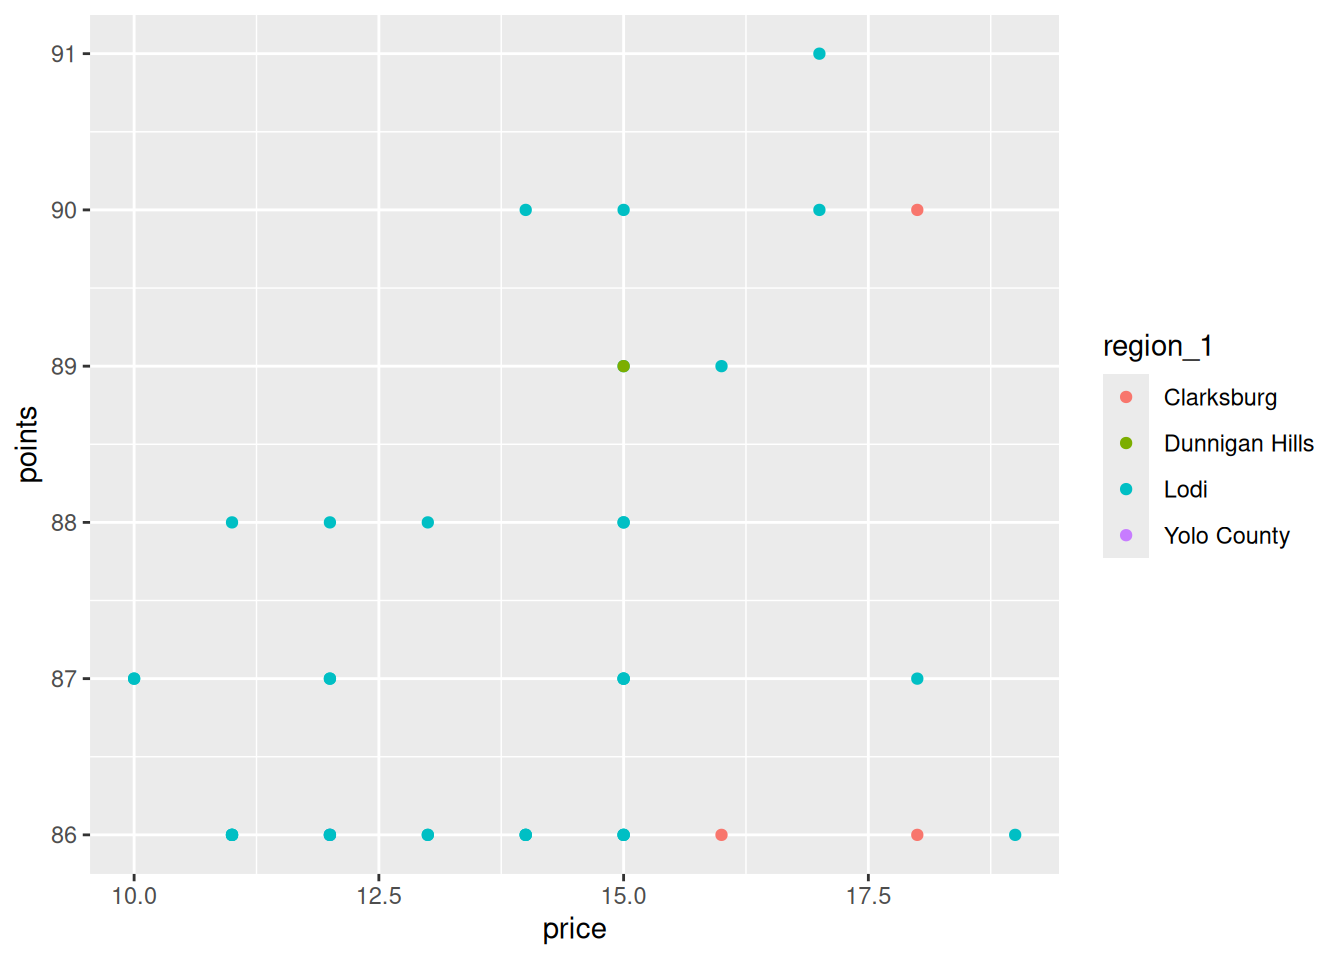 91
90
89
88
87
86
points
10.0 12.5 15.0 17.5
price
region_1
Clarksburg
Dunnigan Hills
Lodi
Yolo County